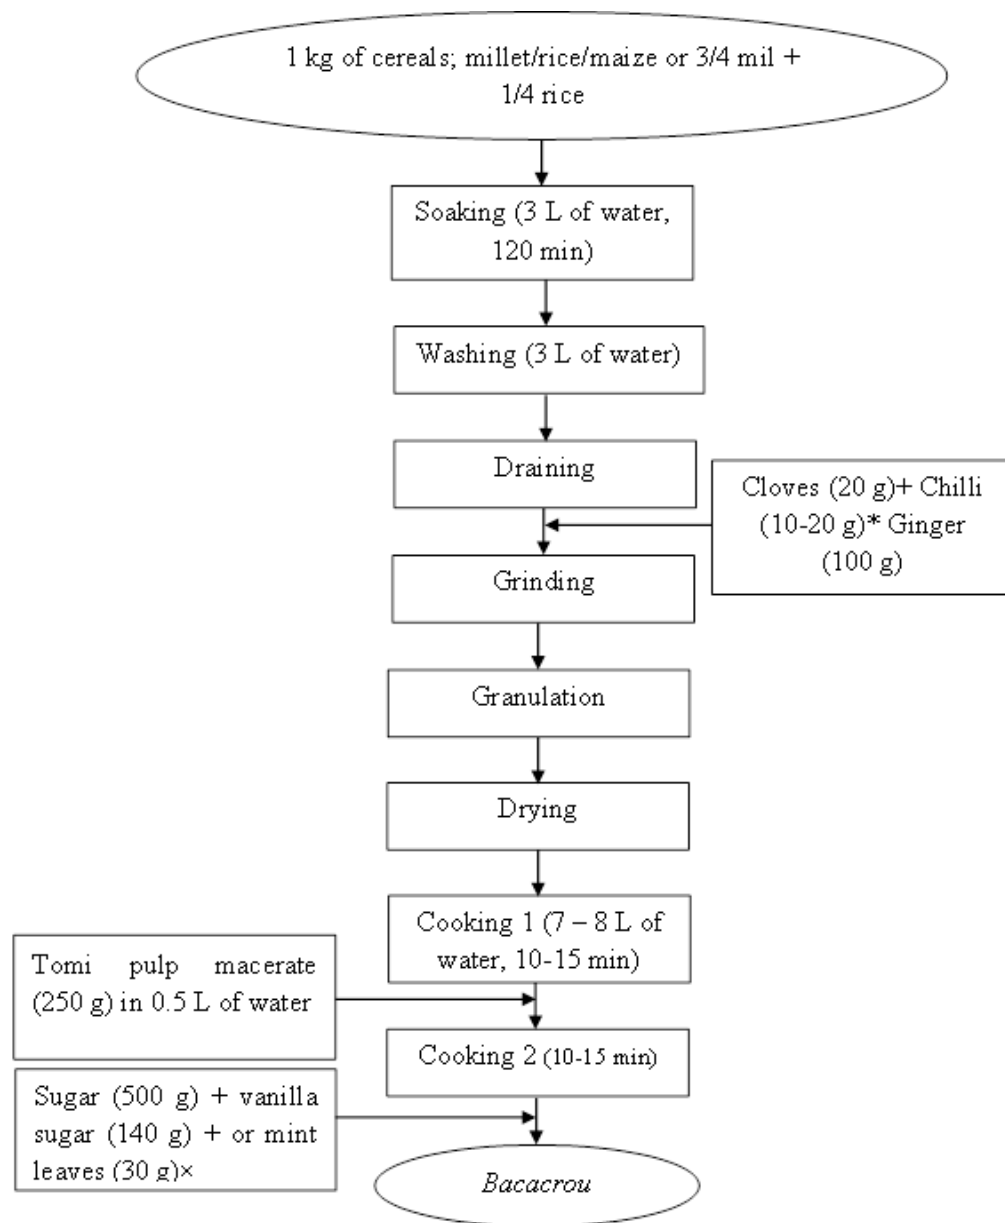 1 kg of cereals; millet/rice/maize or 3/4 mil +
1/4 rice
Soaking (3 L of water,
120 min)
Washing (3 L of water)
Draining
Cloves (20 g)+ Chilli
(10-20 g)* Ginger
(100 g)
Grinding
Granulation
Drying
Cooking 1 (7 – 8 L of
water, 10-15 min)
Tomi pulp macerate
(250 g) in 0.5 L of water
Cooking 2 (10-15 min)
Sugar (500 g) + vanilla
sugar (140 g) + or mint
leaves (30 g)×
Bacacrou